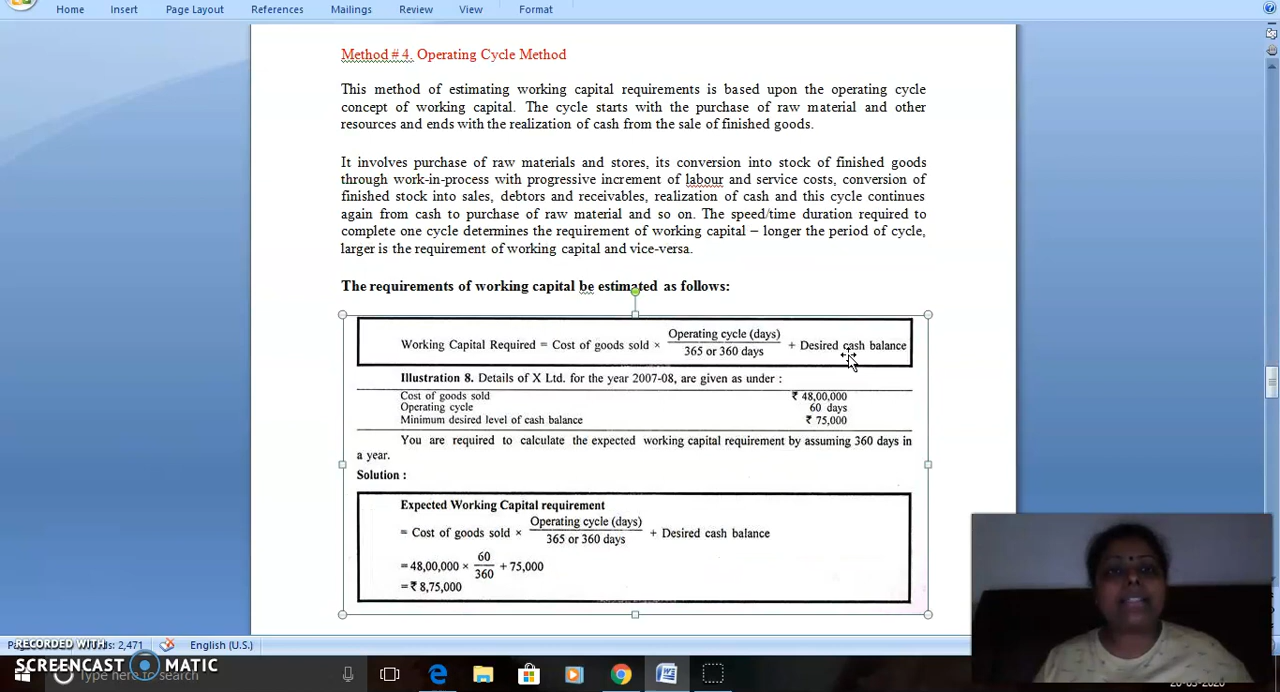 Home Insert Page Layout References Mailings Review View Format
Method # 4. Operating Cycle Method
This method of estimating working capital requirements is based upon the operating cycle
concept of working capital. The cycle starts with the purchase of raw material and other
resources and ends with the realization of cash from the sale of finished goods.
It involves purchase of raw materials and stores, its conversion into stock of finished goods
through work-in-process with progressive increment of labour and service costs, conversion of
finished stock into sales, debtors and receivables, realization of cash and this cycle continues
again from cash to purchase of raw material and so on. The speed/time duration required to
complete one cycle determines the requirement of working capital – longer the period of cycle,
larger is the requirement of working capital and vice-versa.
The requirements of working capital be estimated as follows:
Working Capital Required = Cost of goods sold × Operating cycle (days) / 365 or 360 days + Desired cash balance
Illustration 8. Details of X Ltd. for the year 2007-08, are given as under :
Cost of goods sold ₹ 48,00,000
Operating cycle 60 days
Minimum desired level of cash balance ₹ 75,000
You are required to calculate the expected working capital requirement by assuming 360 days in
a year.
Solution :
Expected Working Capital requirement
= Cost of goods sold × Operating cycle (days) / 365 or 360 days + Desired cash balance
= 48,00,000 × 60 / 360 + 75,000
= ₹ 8,75,000
2,471 English (U.S.)
RECORDED WITH
SCREENCAST MATIC
Type here to search